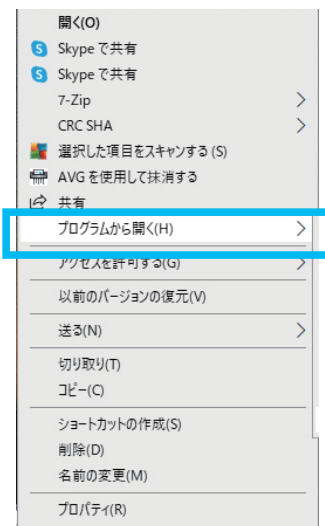 開く(O)
Skype で共有
Skype で共有
7-Zip
CRC SHA
選択した項目をスキャンする (S)
AVG を使用して抹消する
共有
プログラムから開く(H)
アクセスを許可する(G)
以前のバージョンの復元(V)
送る(N)
切り取り(T)
コピー(C)
ショートカットの作成(S)
削除(D)
名前の変更(M)
プロパティ(R)